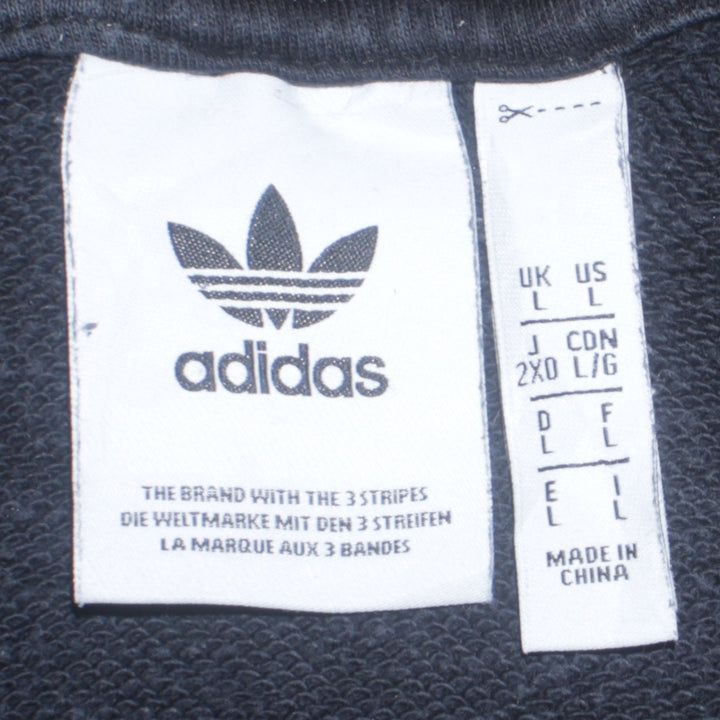 adidas
THE BRAND WITH THE 3 STRIPES
DIE WELTMARKE MIT DEN 3 STREIFEN
LA MARQUE AUX 3 BANDES
UK US
L L
J CDN
2XO L/G
D F
L L
E I
L L
MADE IN
CHINA